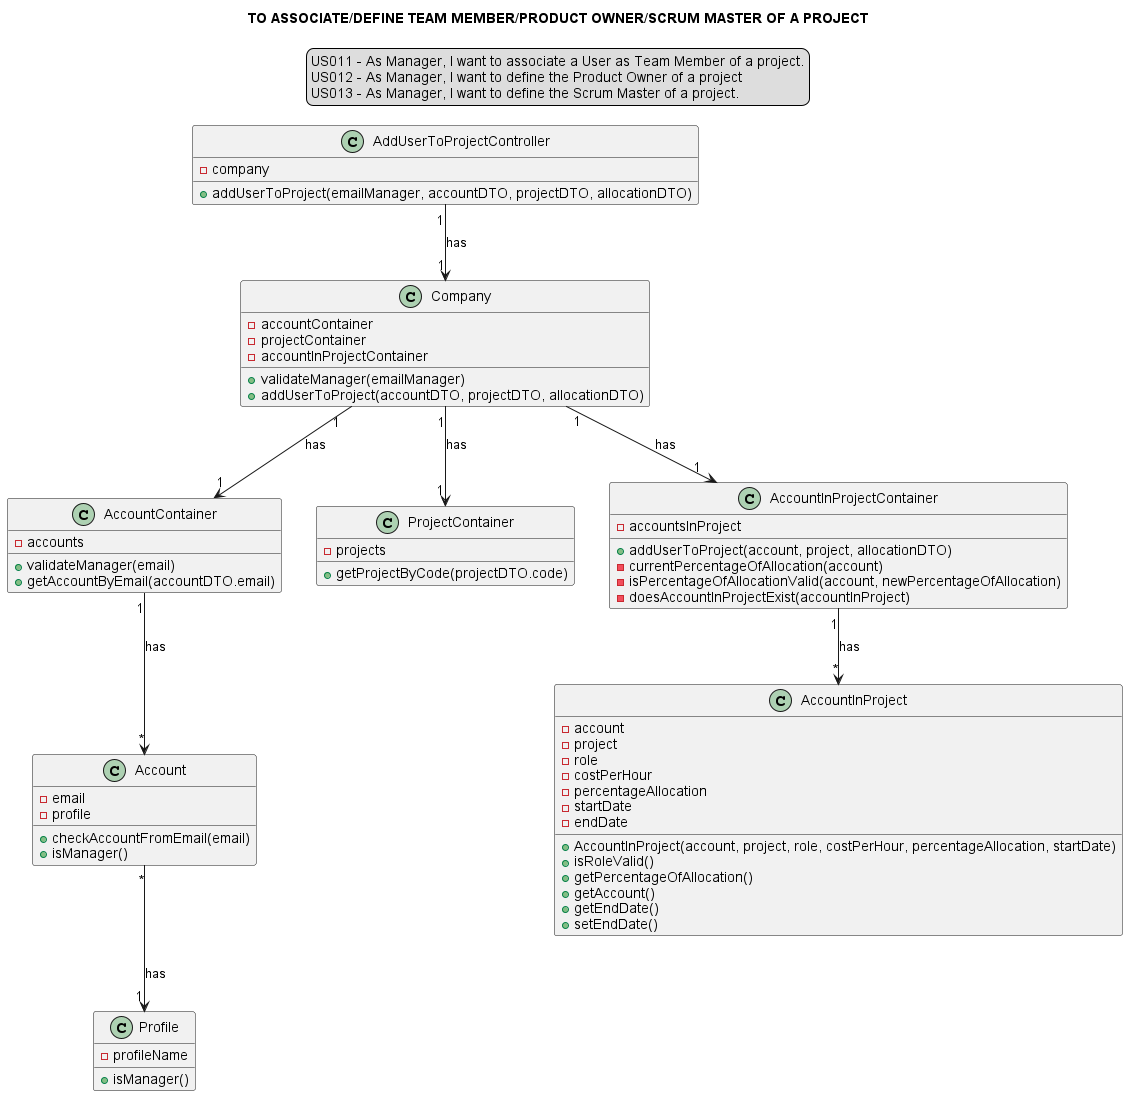 TO ASSOCIATE/DEFINE TEAM MEMBER/PRODUCT OWNER/SCRUM MASTER OF A PROJECT
US011 - As Manager, I want to associate a User as Team Member of a project.
US012 - As Manager, I want to define the Product Owner of a project
US013 - As Manager, I want to define the Scrum Master of a project.
C AddUserToProjectController
company
addUserToProject(emailManager, accountDTO, projectDTO, allocationDTO)
1
has
1
C Company
accountContainer
projectContainer
accountInProjectContainer
validateManager(emailManager)
addUserToProject(accountDTO, projectDTO, allocationDTO)
1 1 1
has has has
1 1 1
C AccountContainer
accounts
validateManager(email)
getAccountByEmail(accountDTO.email)
C ProjectContainer
projects
getProjectByCode(projectDTO.code)
C AccountInProjectContainer
accountsInProject
addUserToProject(account, project, allocationDTO)
currentPercentageOfAllocation(account)
isPercentageOfAllocationValid(account, newPercentageOfAllocation)
doesAccountInProjectExist(accountInProject)
1
has
*
1
has
*
C Account
email
profile
checkAccountFromEmail(email)
isManager()
C AccountInProject
account
project
role
costPerHour
percentageAllocation
startDate
endDate
AccountInProject(account, project, role, costPerHour, percentageAllocation, startDate)
isRoleValid()
getPercentageOfAllocation()
getAccount()
getEndDate()
setEndDate()
*
has
1
C Profile
profileName
isManager()